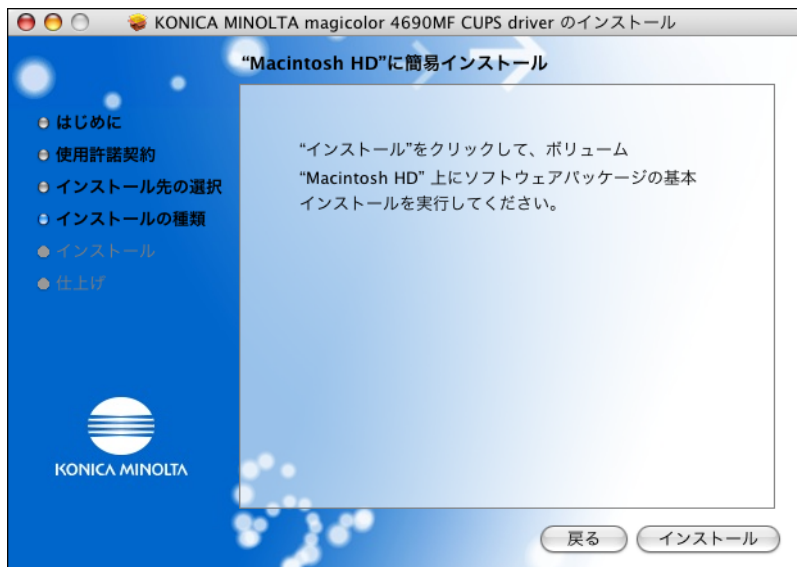 KONICA MINOLTA magicolor 4690MF CUPS driver のインストール
“Macintosh HD”に簡易インストール
はじめに
使用許諾契約
インストール先の選択
インストールの種類
インストール
仕上げ
“インストール”をクリックして、ボリューム
“Macintosh HD” 上にソフトウェアパッケージの基本
インストールを実行してください。
KONICA MINOLTA
戻る
インストール